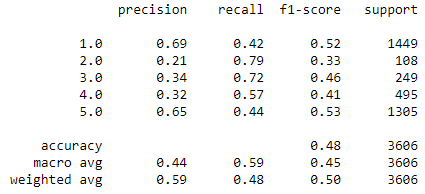 precision recall f1-score support
1.0 0.69 0.42 0.52 1449
2.0 0.21 0.79 0.33 108
3.0 0.34 0.72 0.46 249
4.0 0.32 0.57 0.41 495
5.0 0.65 0.44 0.53 1305
accuracy 0.48 3606
macro avg 0.44 0.59 0.45 3606
weighted avg 0.59 0.48 0.50 3606